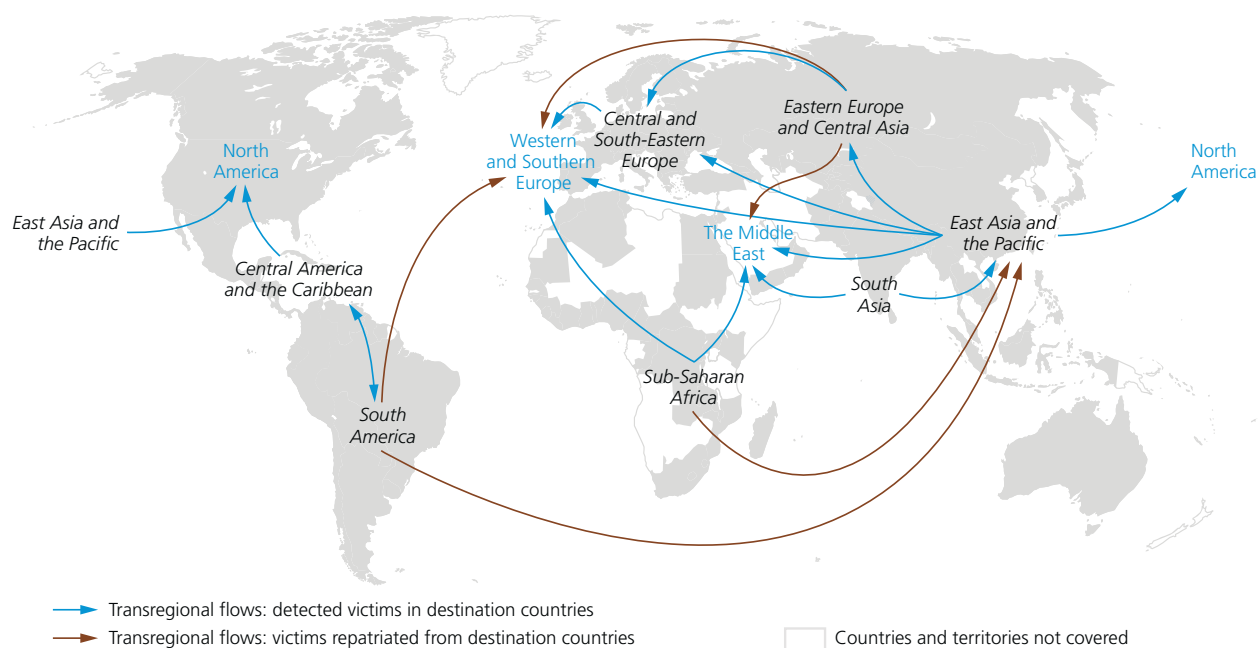 Eastern Europe
and Central Asia
Central and
South-Eastern
Europe
Western
and Southern
Europe
North
America
North
America
East Asia and
the Pacific
East Asia and
the Pacific
The Middle
East
Central America
and the Caribbean
South
Asia
Sub-Saharan
Africa
South
America
Transregional flows: detected victims in destination countries
Transregional flows: victims repatriated from destination countries
Countries and territories not covered